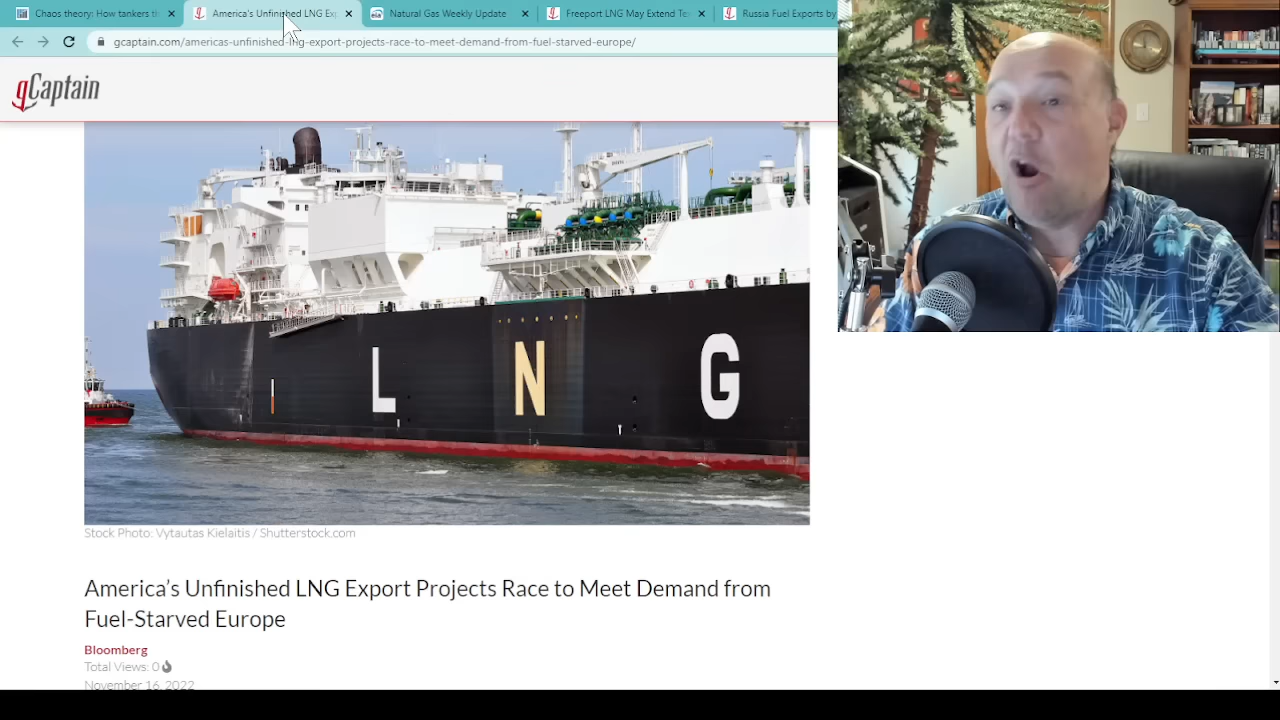 Chaos theory: How tankers th
America's Unfinished LNG Exp
Natural Gas Weekly Update
Freeport LNG May Extend Te
Russia Fuel Exports by
gcaptain.com/americas-unfinished-lng-export-projects-race-to-meet-demand-from-fuel-starved-europe/
gCaptain
L N G
Stock Photo: Vytautas Kielaitis / Shutterstock.com
America's Unfinished LNG Export Projects Race to Meet Demand from
Fuel-Starved Europe
Bloomberg
Total Views: 0
November 16, 2022